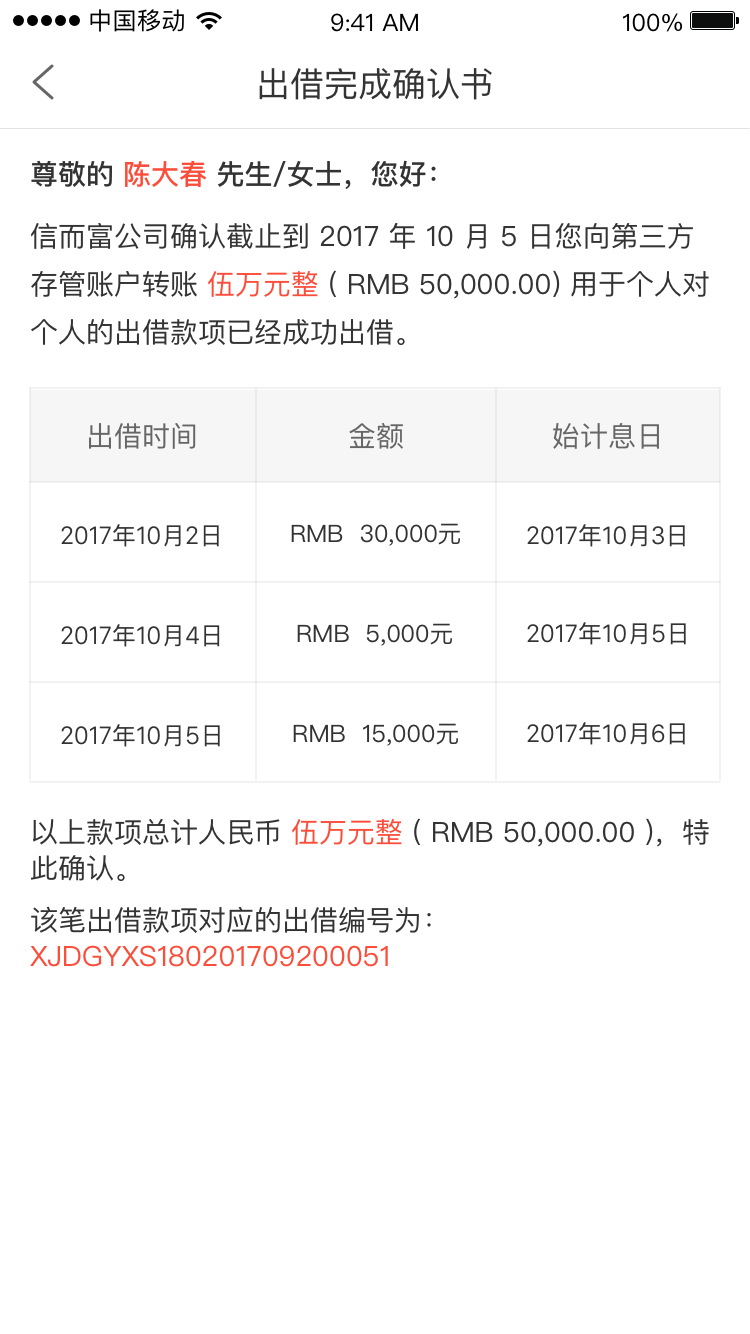 中国移动 9:41 AM 100%
出借完成确认书
尊敬的 陈大春 先生/女士，您好：
信而富公司确认截止到 2017 年 10 月 5 日您向第三方
存管账户转账 伍万元整 ( RMB 50,000.00) 用于个人对
个人的出借款项已经成功出借。
出借时间 金额 始计息日
2017年10月2日 RMB 30,000元 2017年10月3日
2017年10月4日 RMB 5,000元 2017年10月5日
2017年10月5日 RMB 15,000元 2017年10月6日
以上款项总计人民币 伍万元整 ( RMB 50,000.00 )，特
此确认。
该笔出借款项对应的出借编号为：
XJDGYXS180201709200051